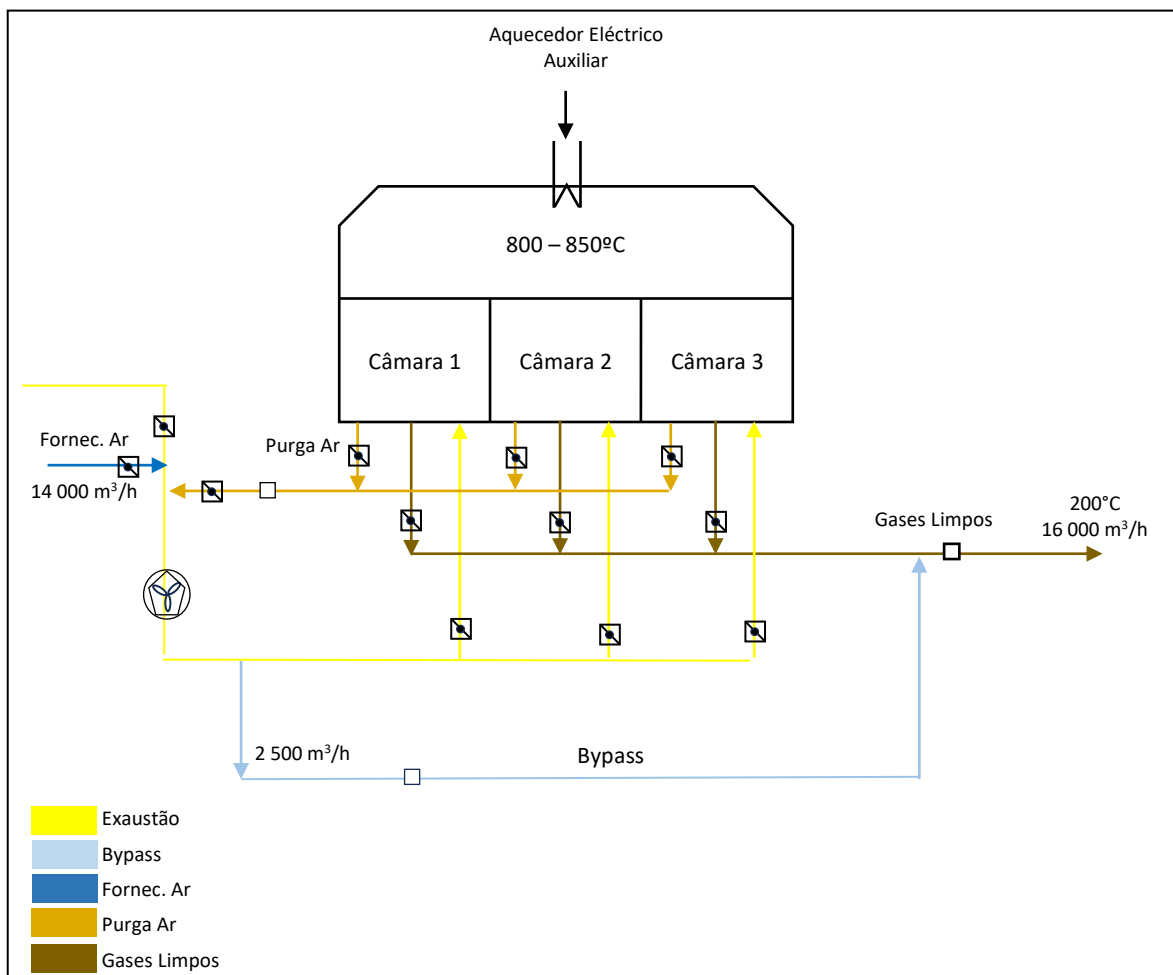 Aquecedor Eléctrico
Auxiliar
800 – 850ºC
Câmara 1
Câmara 2
Câmara 3
Fornec. Ar
14 000 m³/h
Purga Ar
Gases Limpos
200°C
16 000 m³/h
2 500 m³/h
Bypass
Exaustão
Bypass
Fornec. Ar
Purga Ar
Gases Limpos